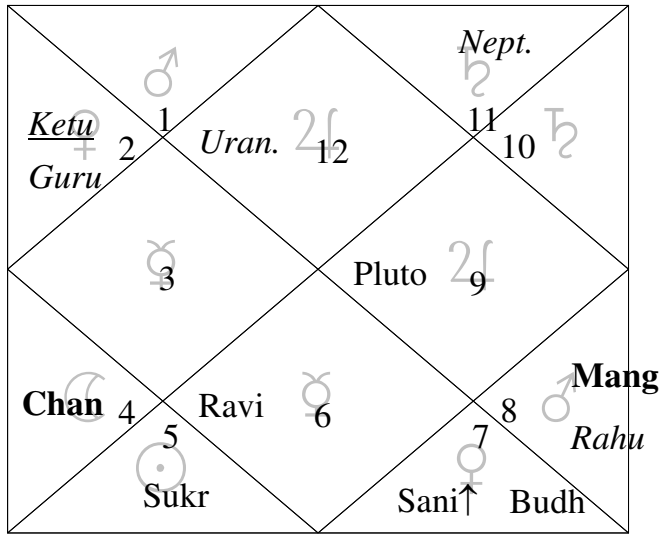 Nept.
1
11
Ketu
2
Uran.
12
10
Guru
3
Pluto
9
Mang
Chan
4
Ravi
6
8
5
7
Rahu
Sukr
Sani↑
Budh